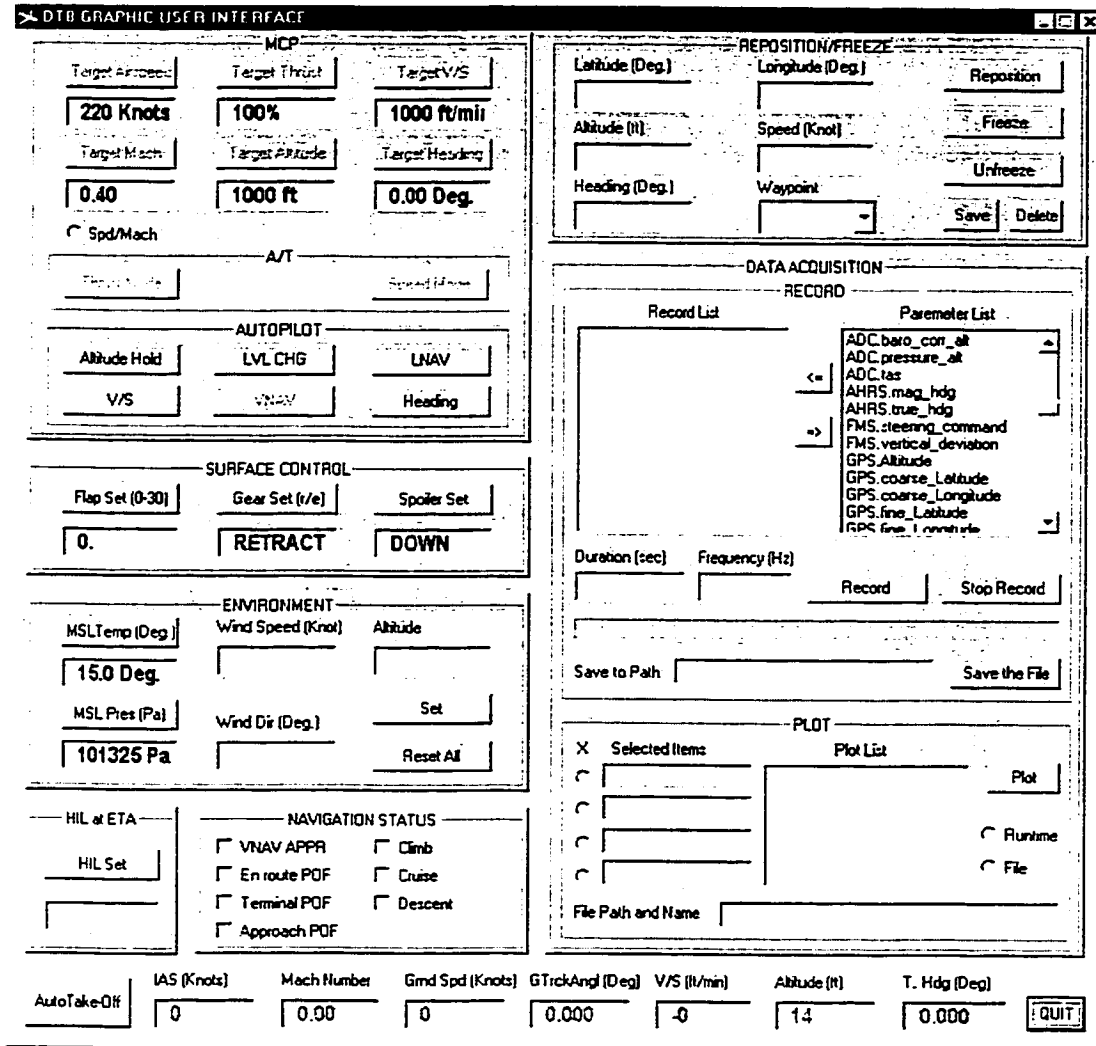 DTB GRAPHIC USER INTERFACE
MCP
Target Airspeed Target Thrust Target V/S
220 Knots 100% 1000 ft/min
Target Mach Target Altitude Target Heading
0.40 1000 ft 0.00 Deg.
Spd/Mach
A/T
Thrust Mode Speed Mode
AUTOPILOT
Altitude Hold LVL CHG LNAV
V/S VNAV Heading
SURFACE CONTROL
Flap Set (0-30) Gear Set (r/e) Spoiler Set
0. RETRACT DOWN
ENVIRONMENT
MSLTemp (Deg.) Wind Speed (Knot) Altitude
15.0 Deg.
MSL Pres (Pa) Wind Dir (Deg.) Set
101325 Pa Reset All
HIL at ETA
HIL Set
NAVIGATION STATUS
VNAV APPR Climb
En route POF Cruise
Terminal POF Descent
Approach POF
REPOSITION/FREEZE
Latitude (Deg.) Longitude (Deg.) Reposition
Altitude (ft) Speed (Knot) Freeze
Unfreeze
Heading (Deg.) Waypoint
Save Delete
DATA ACQUISITION
RECORD
Record List Paremeter List
ADC.baro_corr_alt
ADC.pressure_alt
<= ADC.tas
AHRS.mag_hdg
AHRS.true_hdg
=> FMS.steering_command
FMS.vertical_deviation
GPS.Altitude
GPS.coarse_Latitude
GPS.coarse_Longitude
GPS.fine_Latitude
GPS.fine_Longitude
Duration (sec) Frequency (Hz)
Record Stop Record
Save to Path Save the File
PLOT
X Selected Items Plot List
Plot
Runtime
File
File Path and Name
AutoTake-Off
IAS (Knots) Mach Number Grnd Spd (Knots) GTrckAngl (Deg) V/S (ft/min) Altitude (ft) T. Hdg (Deg)
0 0.00 0 0.000 -0 14 0.000 QUIT